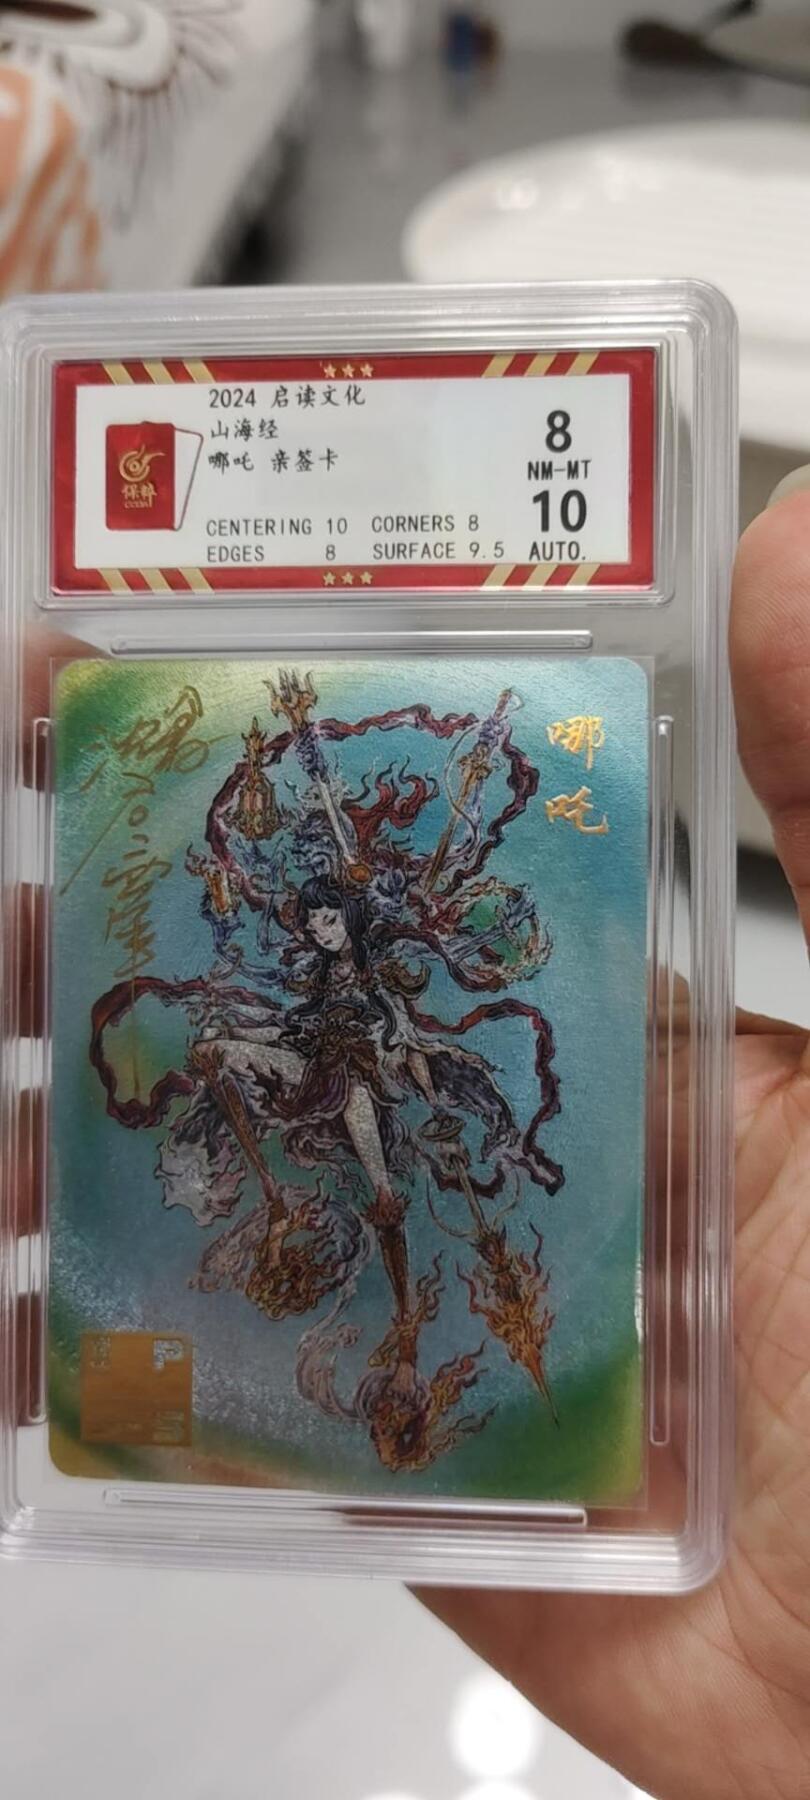 2024 启读文化
山海经
哪吒 亲签卡
CENTERING 10 CORNERS 8
EDGES 8 SURFACE 9.5
8
NM-MT
10
AUTO.
保粹
哪吒